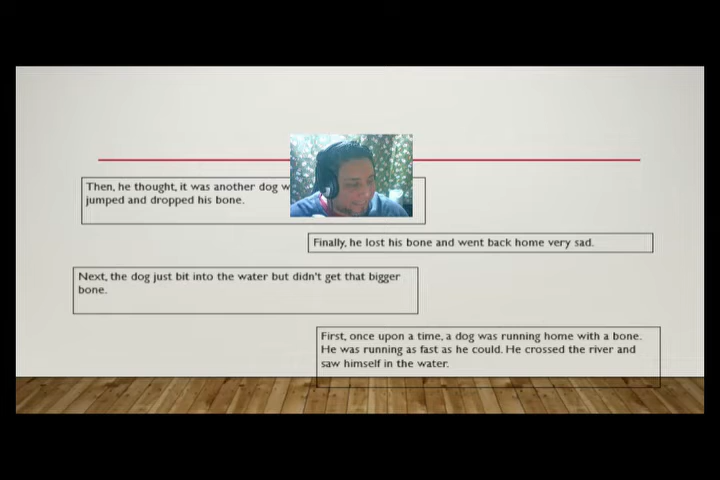 Then, he thought, it was another dog
jumped and dropped his bone.
Finally, he lost his bone and went back home very sad.
Next, the dog just bit into the water but didn't get that bigger
bone.
First, once upon a time, a dog was running home with a bone.
He was running as fast as he could. He crossed the river and
saw himself in the water.